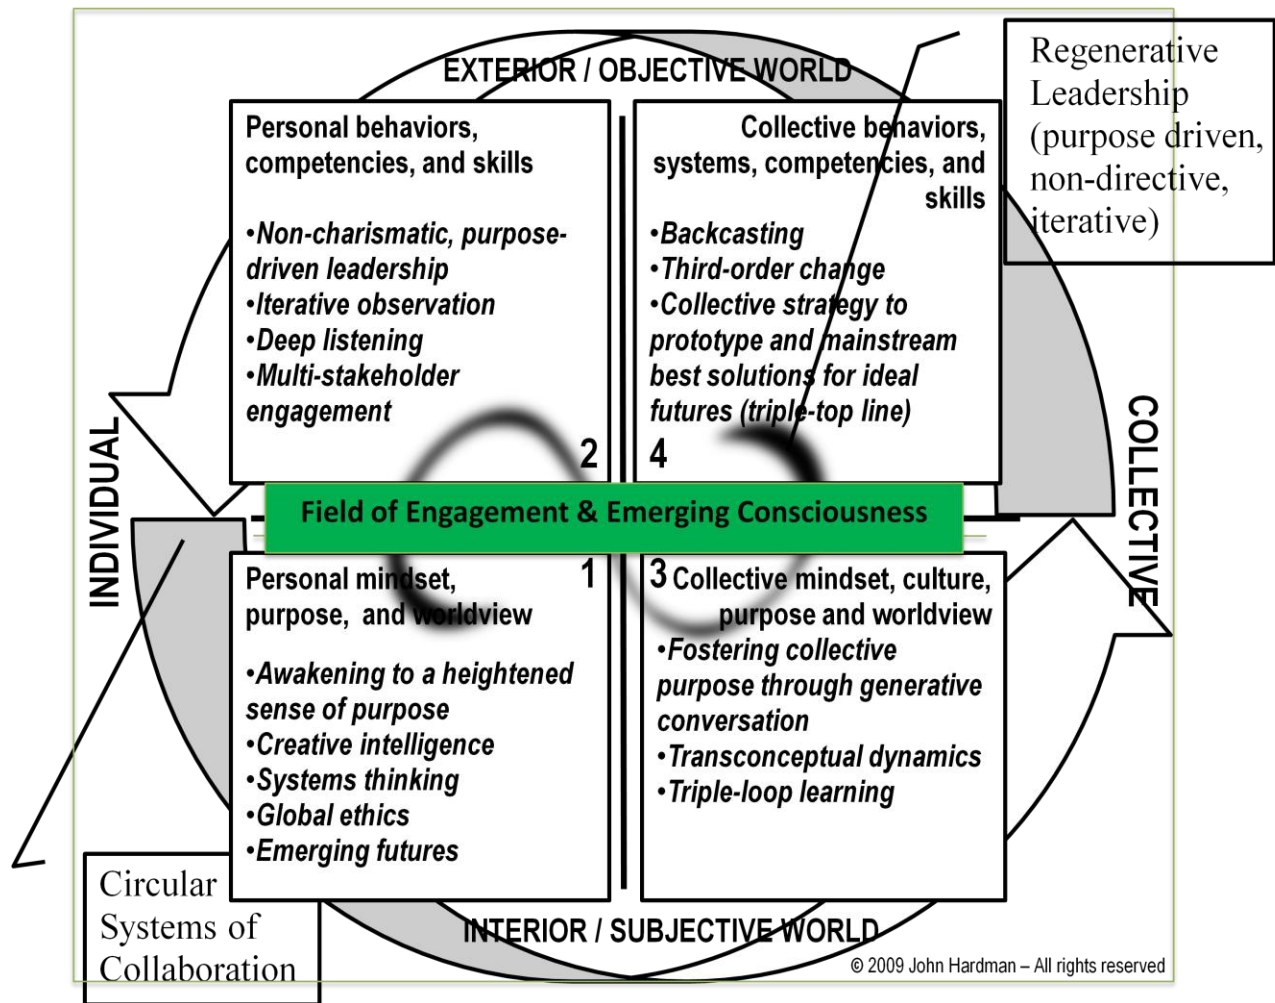 EXTERIOR / OBJECTIVE WORLD
Regenerative
Leadership
(purpose driven,
non-directive,
iterative)
Personal behaviors,
competencies, and skills
•Non-charismatic, purpose-
driven leadership
•Iterative observation
•Deep listening
•Multi-stakeholder
engagement
2
Collective behaviors,
systems, competencies, and
skills
•Backcasting
•Third-order change
•Collective strategy to
prototype and mainstream
best solutions for ideal
futures (triple-top line)
4
INDIVIDUAL
COLLECTIVE
Field of Engagement & Emerging Consciousness
1
Personal mindset,
purpose, and worldview
•Awakening to a heightened
sense of purpose
•Creative intelligence
•Systems thinking
•Global ethics
•Emerging futures
3 Collective mindset, culture,
purpose and worldview
•Fostering collective
purpose through generative
conversation
•Transconceptual dynamics
•Triple-loop learning
Circular
Systems of
Collaboration
INTERIOR / SUBJECTIVE WORLD
© 2009 John Hardman – All rights reserved